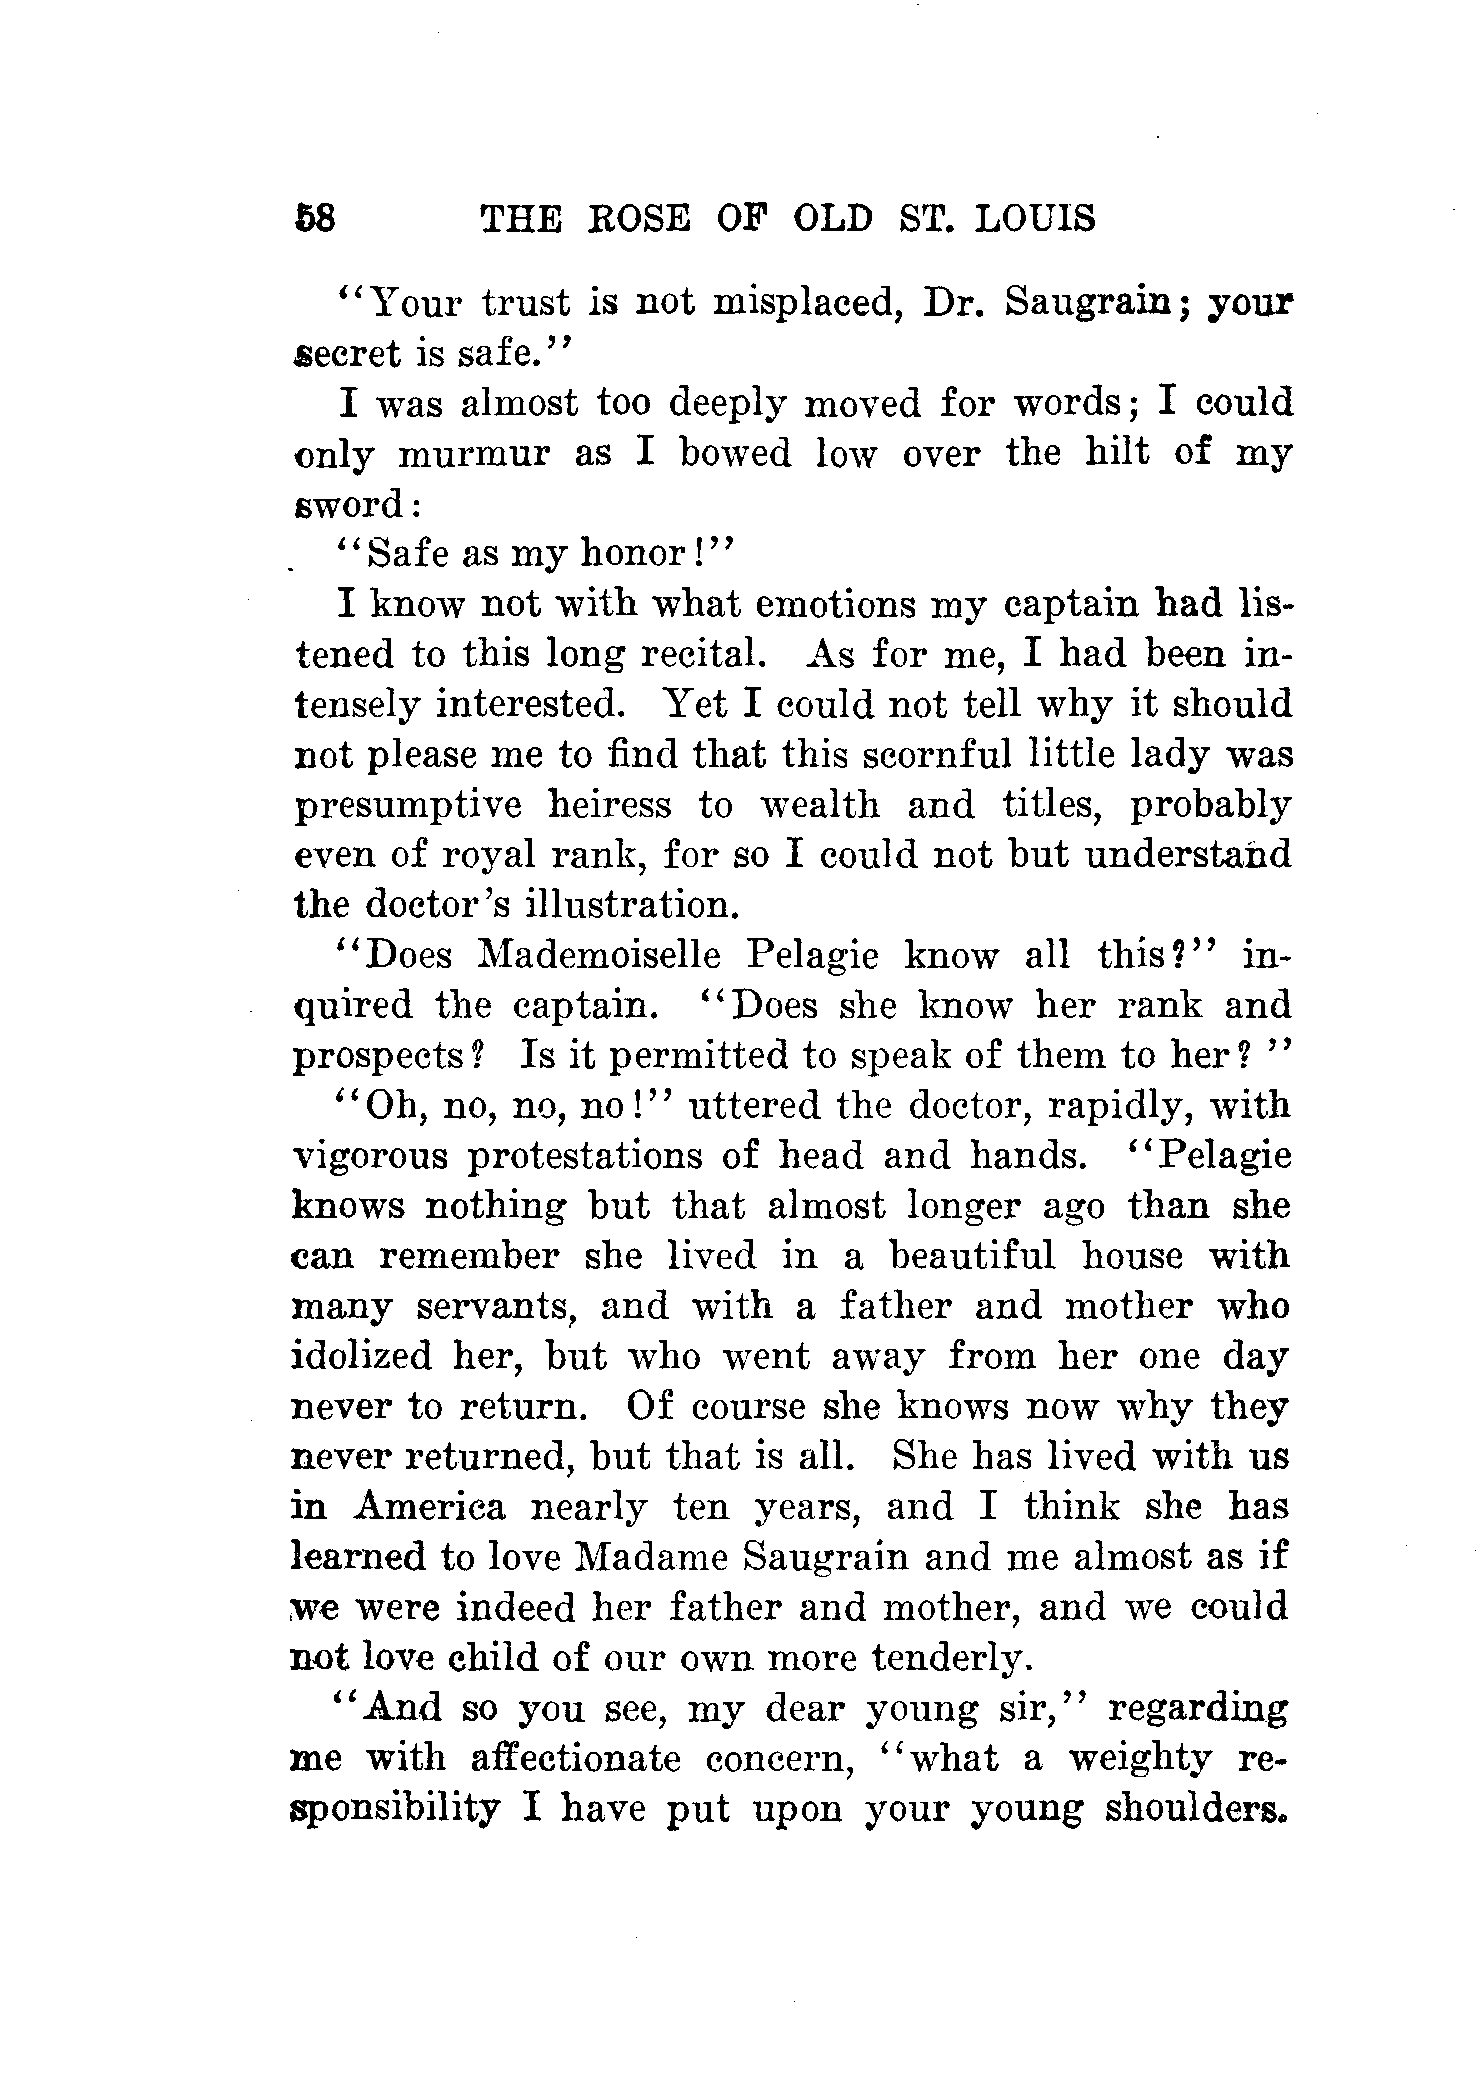 58 THE ROSE OF OLD ST. LOUIS
"Your trust is not misplaced, Dr. Saugrain; your
secret is safe."
I was almost too deeply moved for words; I could
only murmur as I bowed low over the hilt of my
sword:
"Safe as my honor!"
I know not with what emotions my captain had lis-
tened to this long recital. As for me, I had been in-
tensely interested. Yet I could not tell why it should
not please me to find that this scornful little lady was
presumptive heiress to wealth and titles, probably
even of royal rank, for so I could not but understand
the doctor's illustration.
"Does Mademoiselle Pelagie know all this?" in-
quired the captain. "Does she know her rank and
prospects? Is it permitted to speak of them to her?"
"Oh, no, no, no!" uttered the doctor, rapidly, with
vigorous protestations of head and hands. "Pelagie
knows nothing but that almost longer ago than she
can remember she lived in a beautiful house with
many servants, and with a father and mother who
idolized her, but who went away from her one day
never to return. Of course she knows now why they
never returned, but that is all. She has lived with us
in America nearly ten years, and I think she has
learned to love Madame Saugrain and me almost as if
we were indeed her father and mother, and we could
not love child of our own more tenderly.
"And so you see, my dear young sir," regarding
me with affectionate concern, "what a weighty re-
sponsibility I have put upon your young shoulders.